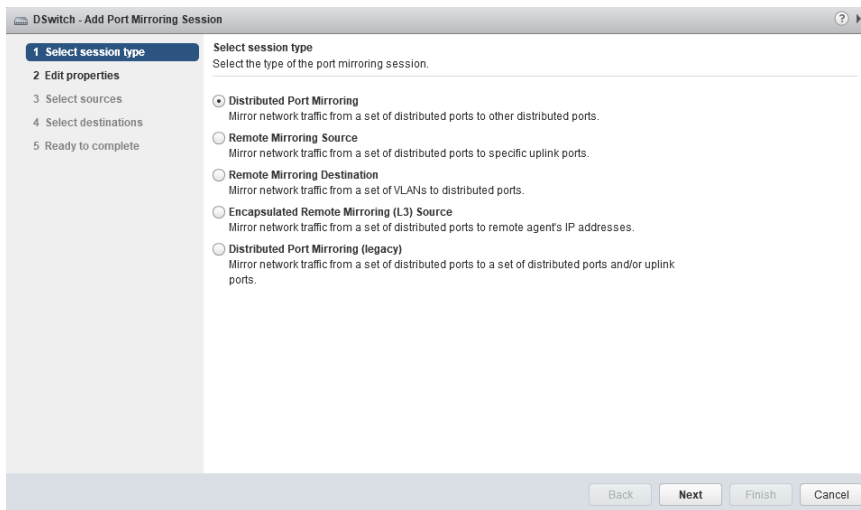 DSwitch - Add Port Mirroring Session
?
1 Select session type
2 Edit properties
3 Select sources
4 Select destinations
5 Ready to complete
Select session type
Select the type of the port mirroring session.
Distributed Port Mirroring
Mirror network traffic from a set of distributed ports to other distributed ports.
Remote Mirroring Source
Mirror network traffic from a set of distributed ports to specific uplink ports.
Remote Mirroring Destination
Mirror network traffic from a set of VLANs to distributed ports.
Encapsulated Remote Mirroring (L3) Source
Mirror network traffic from a set of distributed ports to remote agent's IP addresses.
Distributed Port Mirroring (legacy)
Mirror network traffic from a set of distributed ports to a set of distributed ports and/or uplink
ports.
Back Next Finish Cancel